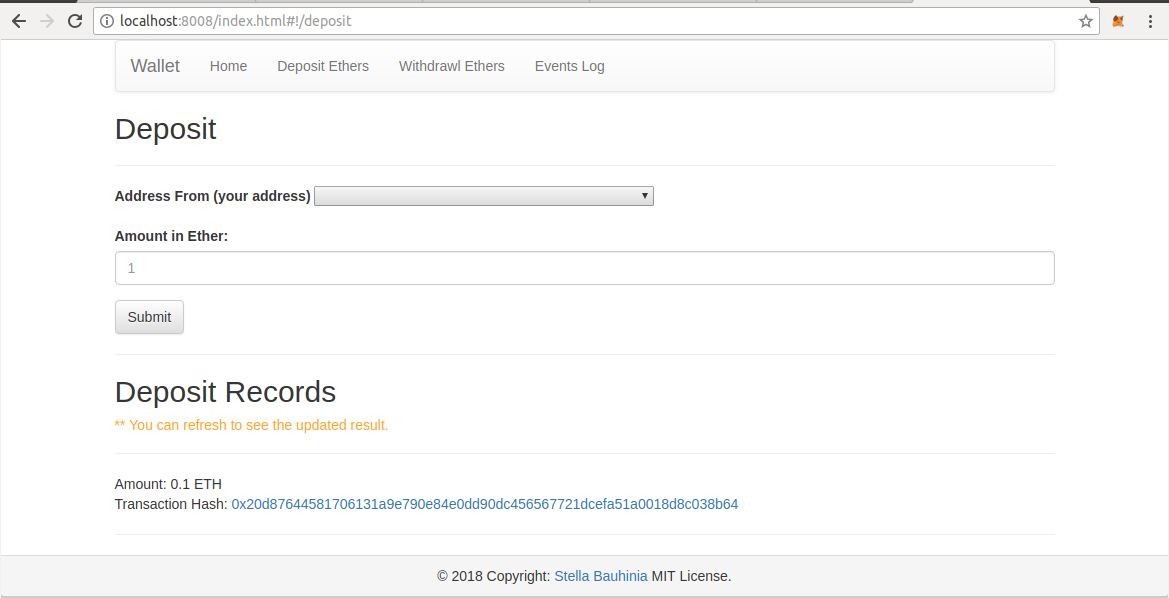 localhost:8008/index.html#!/deposit
Wallet Home Deposit Ethers Withdrawl Ethers Events Log
Deposit
Address From (your address)
Amount in Ether:
1
Submit
Deposit Records
** You can refresh to see the updated result.
Amount: 0.1 ETH
Transaction Hash: 0x20d87644581706131a9e790e84e0dd90dc456567721dcefa51a0018d8c038b64
© 2018 Copyright: Stella Bauhinia MIT License.